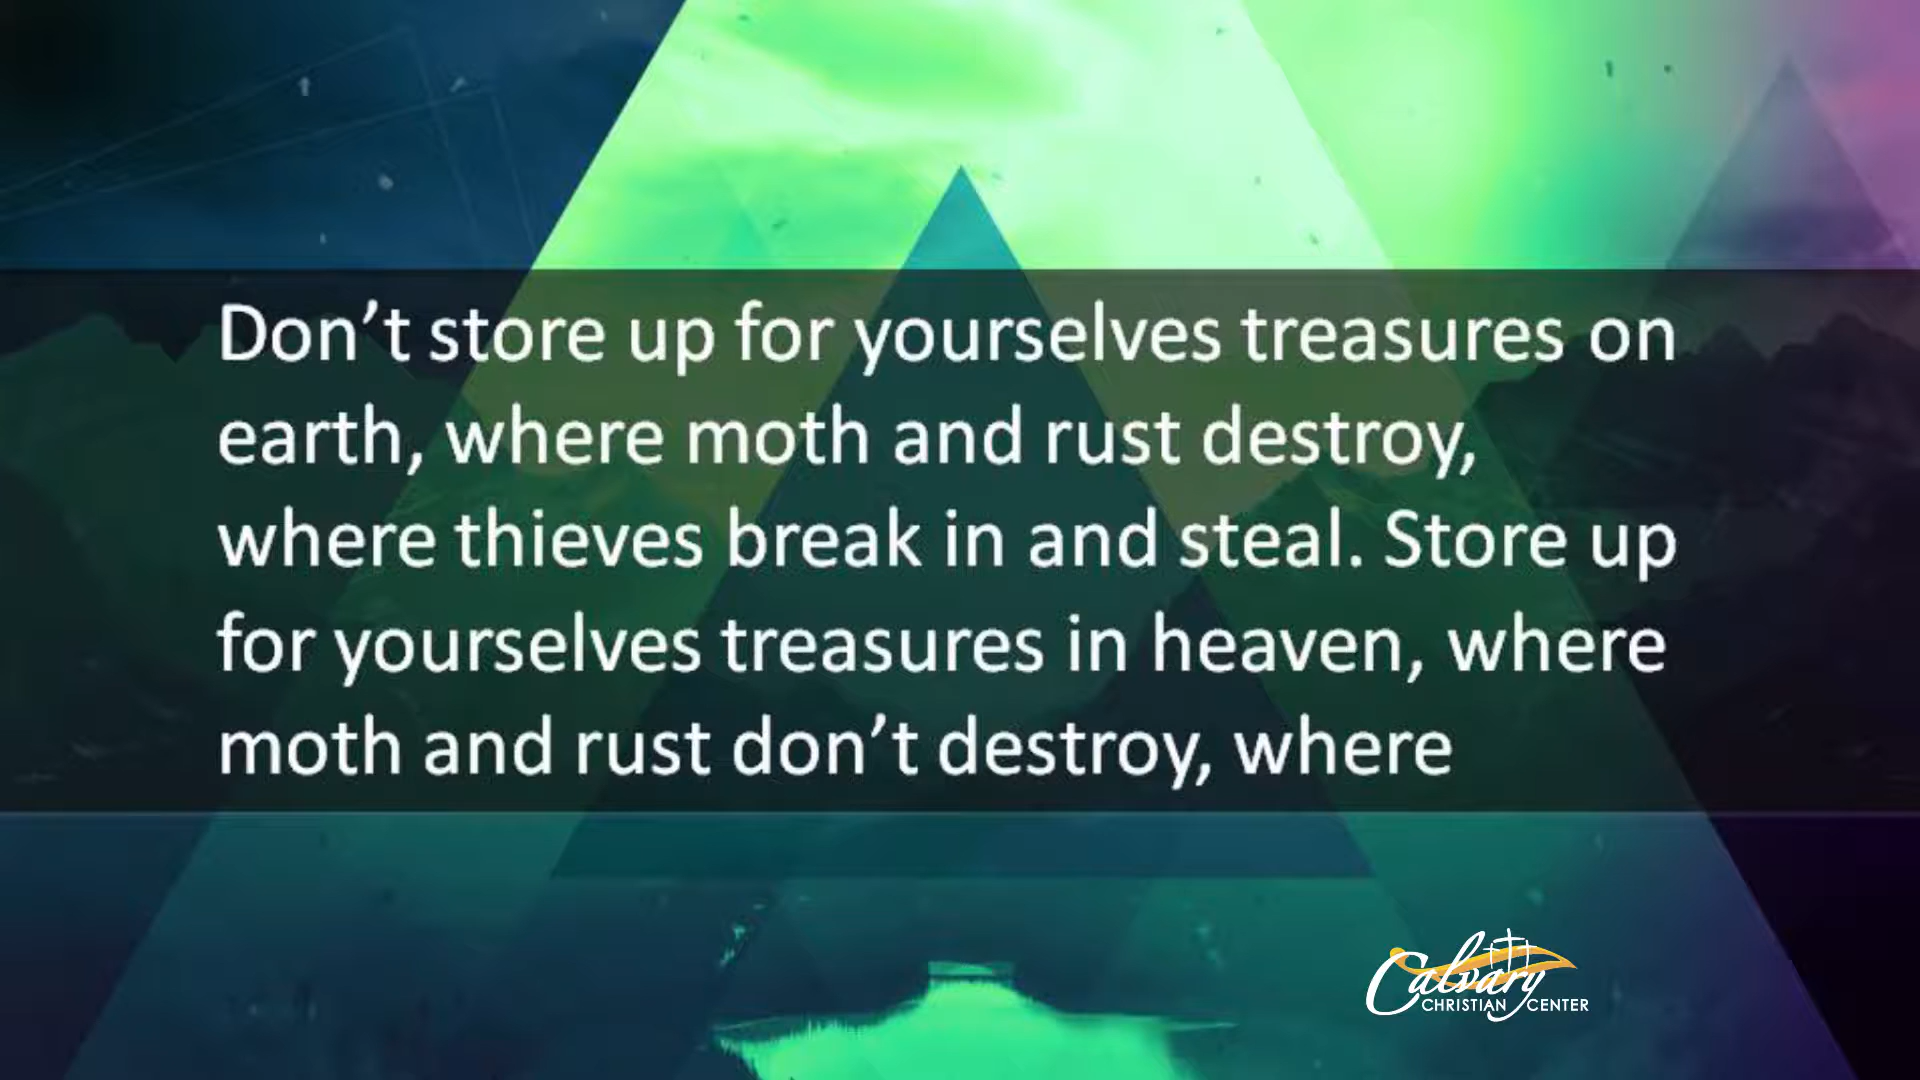 Don’t store up for yourselves treasures on
earth, where moth and rust destroy,
where thieves break in and steal. Store up
for yourselves treasures in heaven, where
moth and rust don’t destroy, where
Calvary
CHRISTIAN CENTER